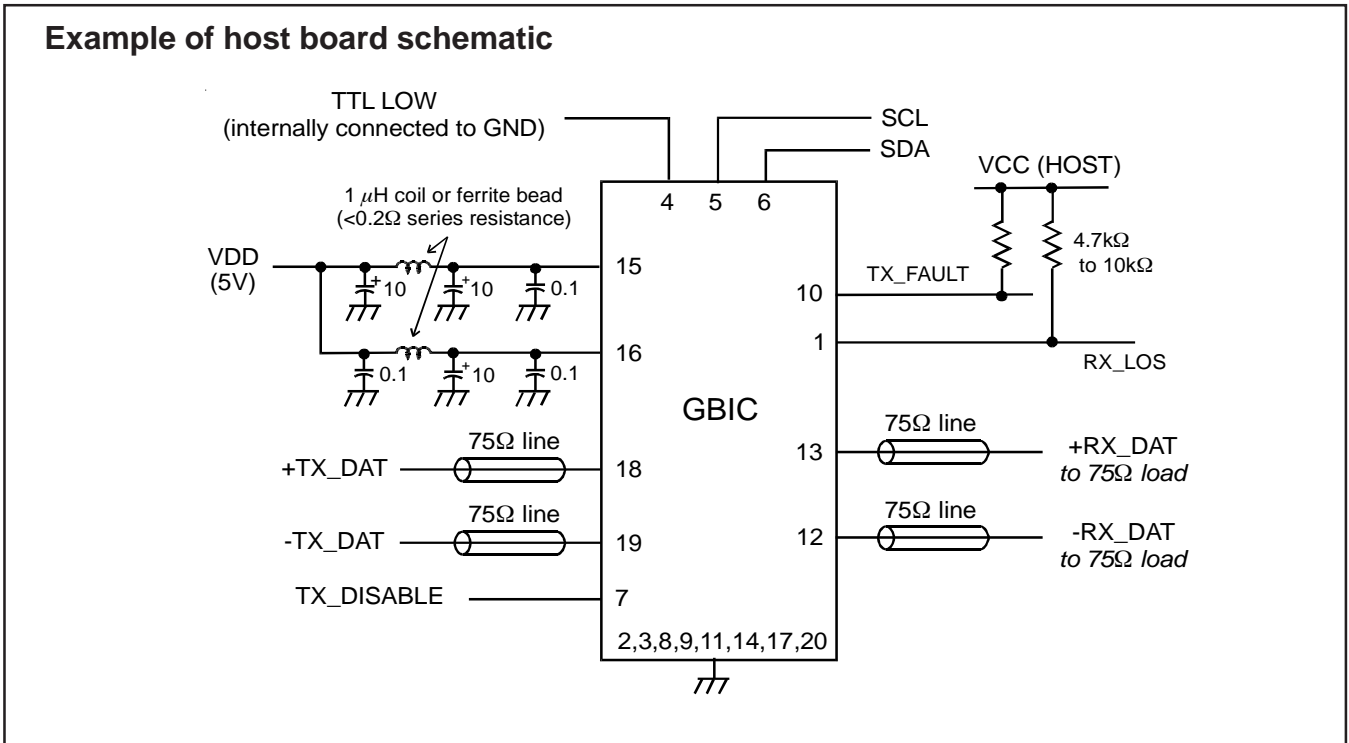 Example of host board schematic
TTL LOW
(internally connected to GND)
SCL
SDA
VCC (HOST)
4
5
6
1 μH coil or ferrite bead
(<0.2Ω series resistance)
4.7kΩ
to 10kΩ
VDD
(5V)
+
10
+
10
0.1
15
TX_FAULT
10
1
RX_LOS
0.1
+
10
0.1
16
GBIC
75Ω line
+TX_DAT
18
75Ω line
13
+RX_DAT
to 75Ω load
75Ω line
-TX_DAT
19
75Ω line
12
-RX_DAT
to 75Ω load
TX_DISABLE
7
2,3,8,9,11,14,17,20